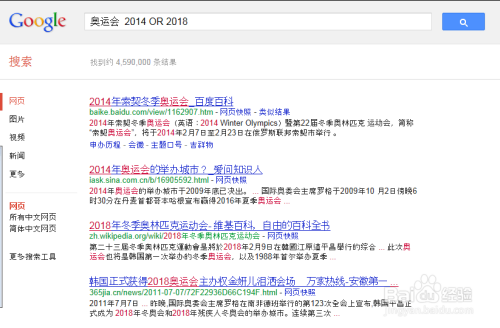 Google
奥运会 2014 OR 2018
搜索
找到约 4,590,000 条结果
网页
图片
视频
新闻
更多
网页
所有中文网页
简体中文网页
更多搜索工具
2014年索契冬季奥运会_百度百科
baike.baidu.com/view/1162907.htm - 网页快照 - 类似结果
2014年索契冬季奥运会（英语：2014 Winter Olympics）暨第22届冬季奥林匹克 运动会，简称
“索契奥运会”，将于2014年2月7日至2月23日在俄罗斯联邦索契市举行 。
申办历程 - 会徽 - 主题口号 - 吉祥物
2014年奥运会的举办城市？_爱问知识人
iask.sina.com.cn/b/16905592.html - 网页快照
2014年奥运会的举办城市于2009年底已决出。 ... 国际奥委会主席罗格于2009年10 月2日傍晚6
时30分在丹麦首都哥本哈根宣布赢得2016年夏季奥运会 ...
2018年冬季奥林匹克运动会- 维基百科，自由的百科全书
zh.wikipedia.org/wiki/2018年冬季奥林匹克运动会 - 网页快照
第二十三届冬季奥林匹克運動會是將於2018年2月9日在韓國江原道平昌舉行的綜合 ... 此次奧
运会也将是韩国第一次举办的冬季奥运会，以及1988年首尔举办夏季 ...
韩国正式获得2018奥运会主办权金妍儿泪洒会场 万家热线-安徽第一 ...
365jia.cn/news/2011-07-07/72F22936D66C194F.html - 网页快照
2011年7月7日 ... 昨晚,国际奥委会主席罗格在南非德班举行的第123次全会上宣布,韩国平昌正
式成为 2018年冬季奥运会和2018年残疾人冬奥会的举办城市。连续第三次 ...
Baidu经验